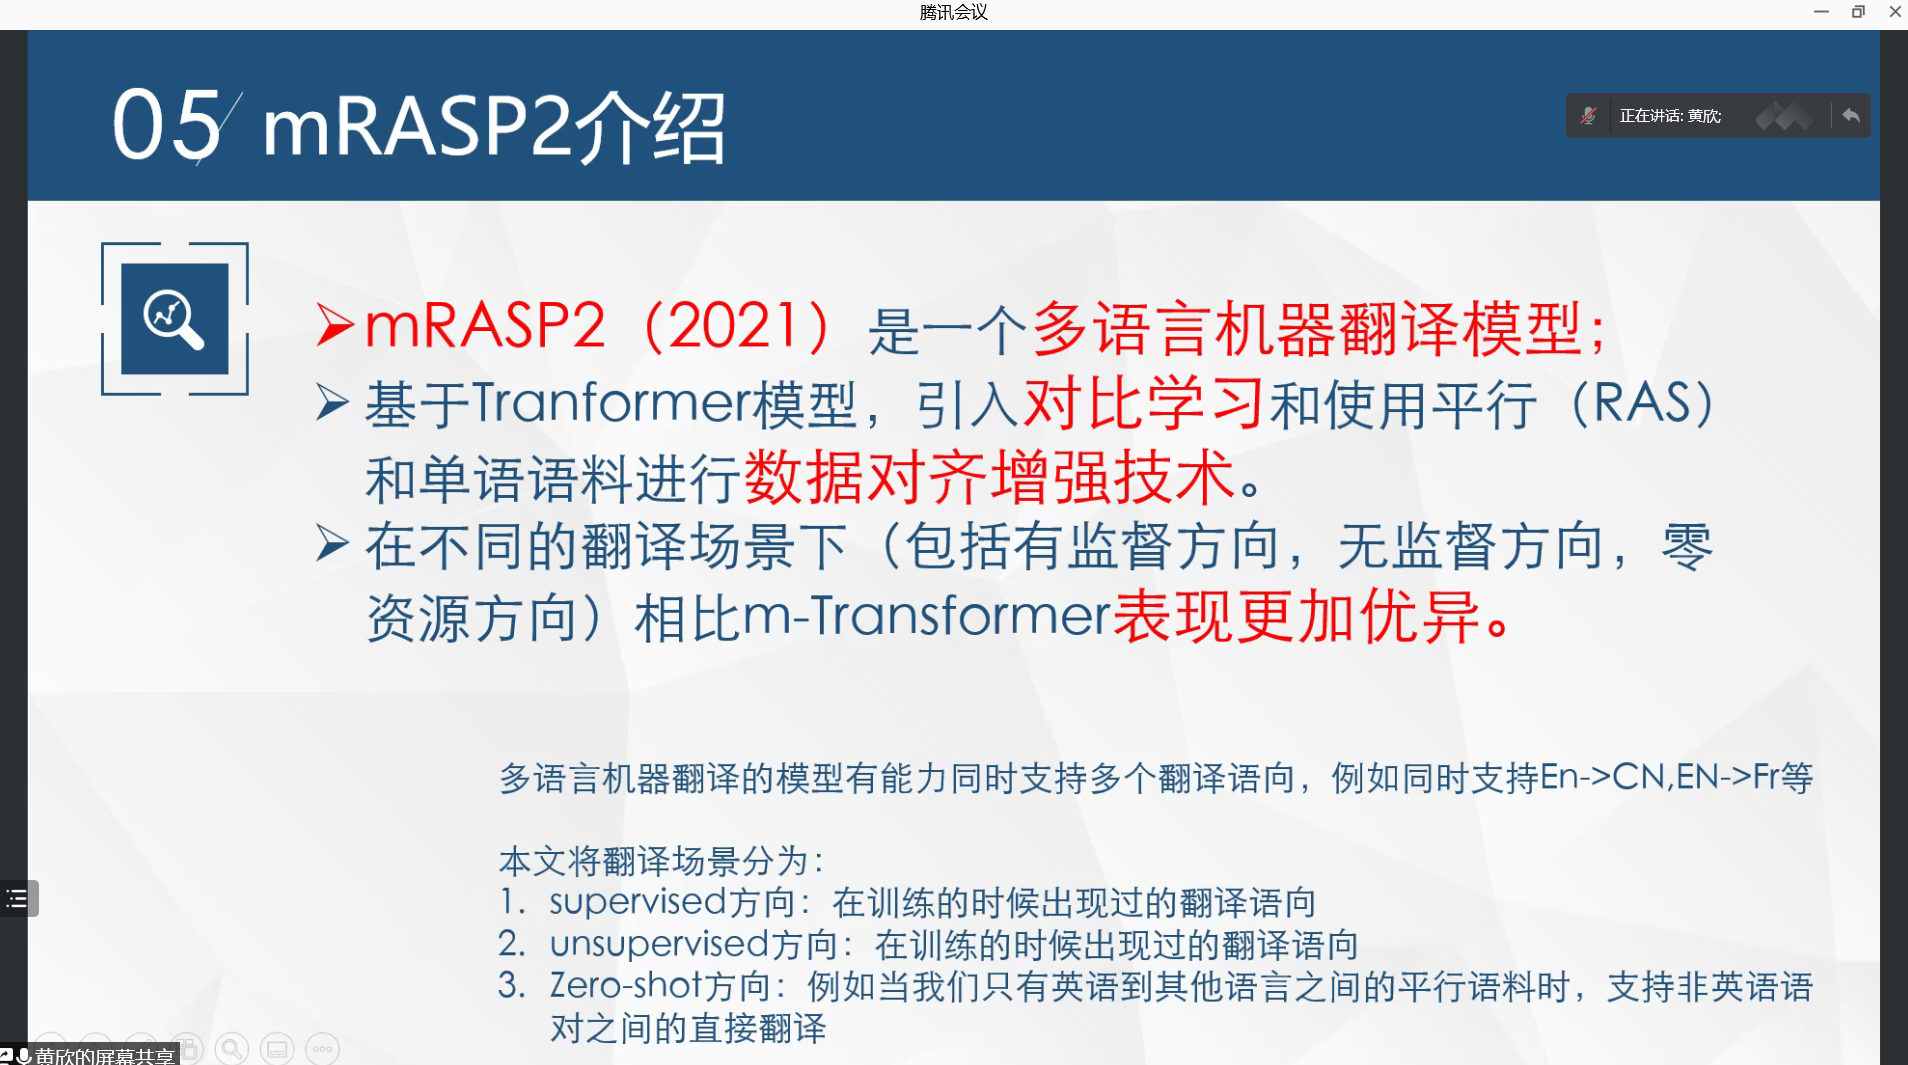 腾讯会议
05 mRASP2介绍
正在讲话: 黄欣;
mRASP2（2021）是一个多语言机器翻译模型；
基于Tranformer模型，引入对比学习和使用平行（RAS）
和单语语料进行数据对齐增强技术。
在不同的翻译场景下（包括有监督方向，无监督方向，零
资源方向）相比m-Transformer表现更加优异。
多语言机器翻译的模型有能力同时支持多个翻译语向，例如同时支持En->CN,EN->Fr等
本文将翻译场景分为：
1. supervised方向：在训练的时候出现过的翻译语向
2. unsupervised方向：在训练的时候出现过的翻译语向
3. Zero-shot方向：例如当我们只有英语到其他语言之间的平行语料时，支持非英语语
对之间的直接翻译
黄欣的屏幕共享